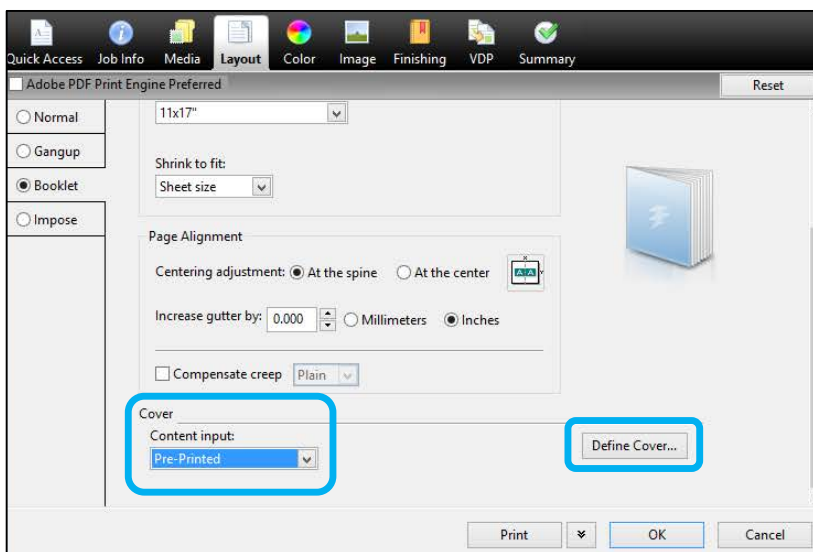 Quick Access Job Info Media Layout Color Image Finishing VDP Summary
Adobe PDF Print Engine Preferred
Reset
Normal
Gangup
Booklet
Impose
11x17"
Shrink to fit:
Sheet size
Page Alignment
Centering adjustment: At the spine At the center
Increase gutter by: 0.000 Millimeters Inches
Compensate creep Plain
Cover
Content input:
Pre-Printed
Define Cover...
Print OK Cancel